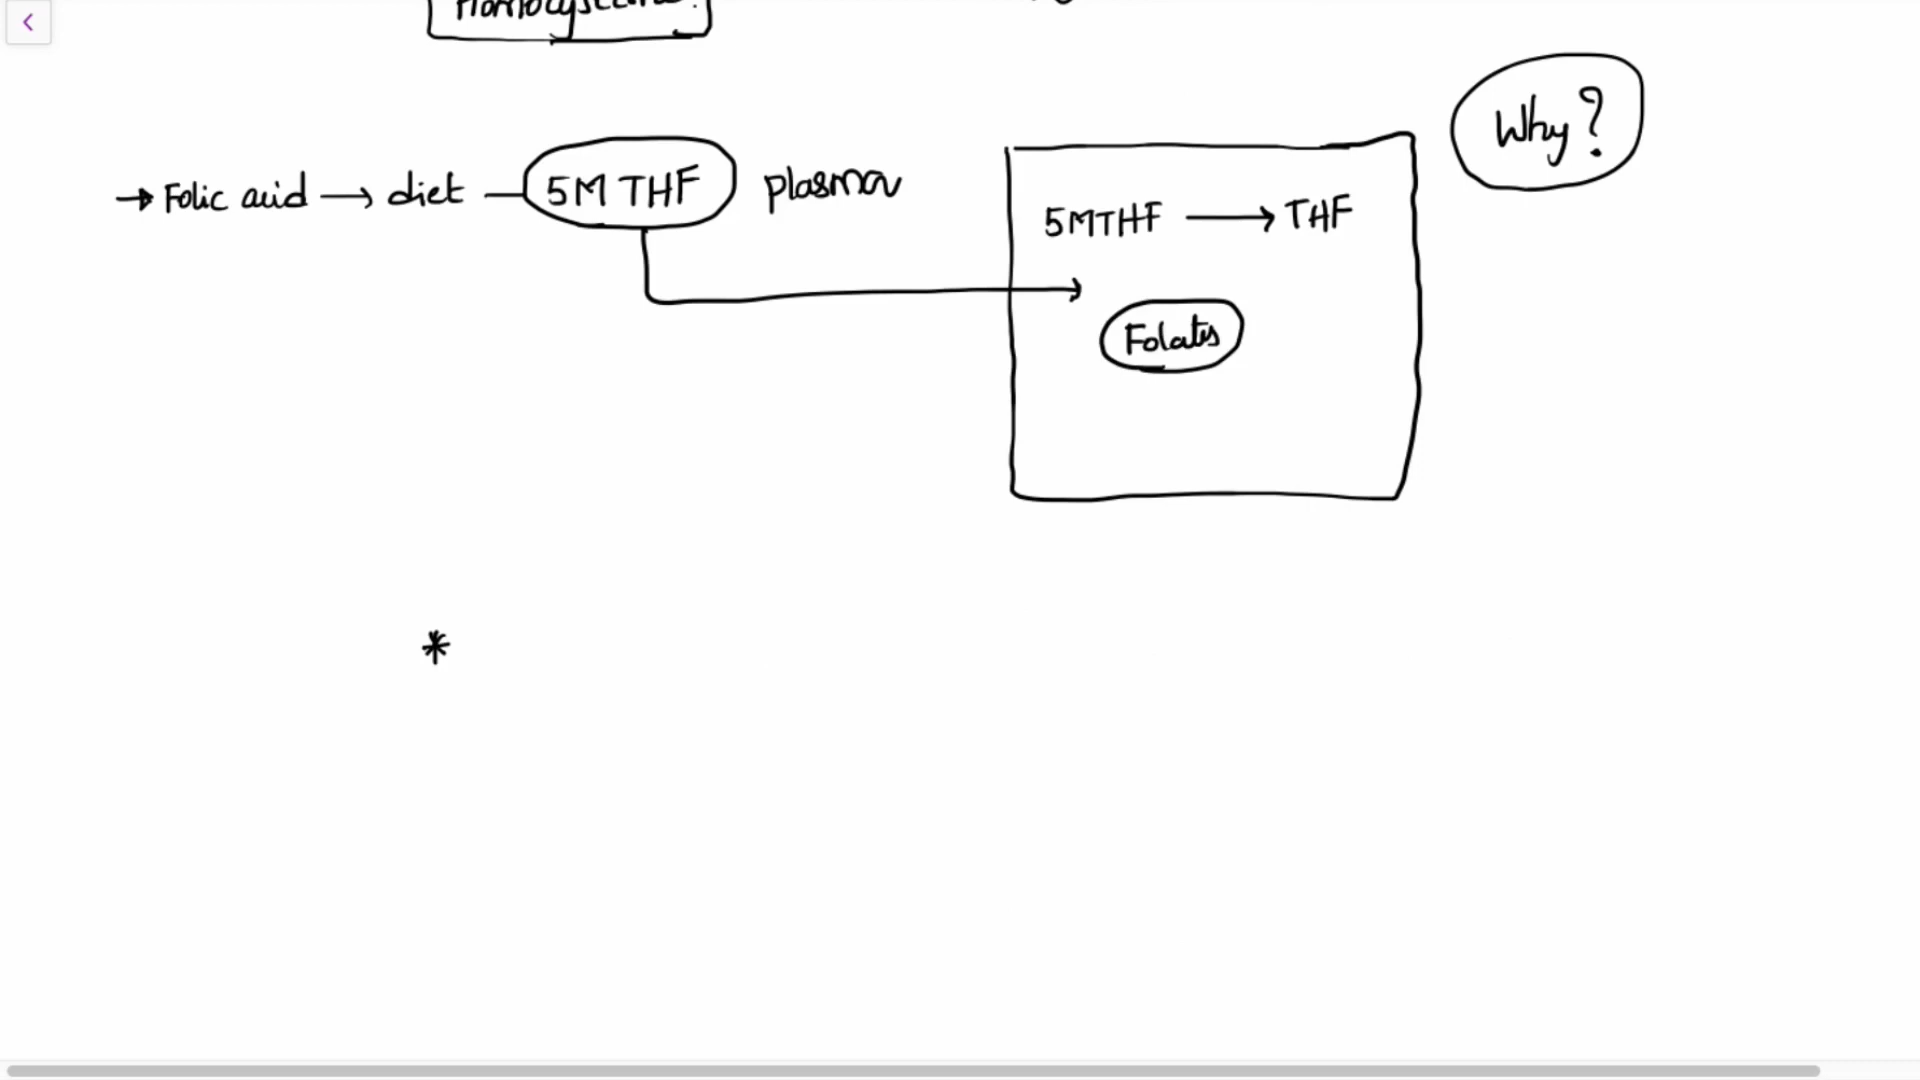 Why?
→ Folic acid → diet — 5M THF plasma
5MTHF → THF
Folates
*